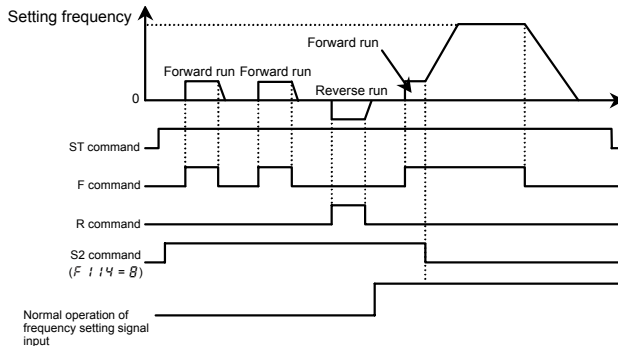 Setting frequency
Forward run
Forward run Forward run
Reverse run
0
ST command
F command
R command
S2 command
(F 114 = 8)
Normal operation of
frequency setting signal
input